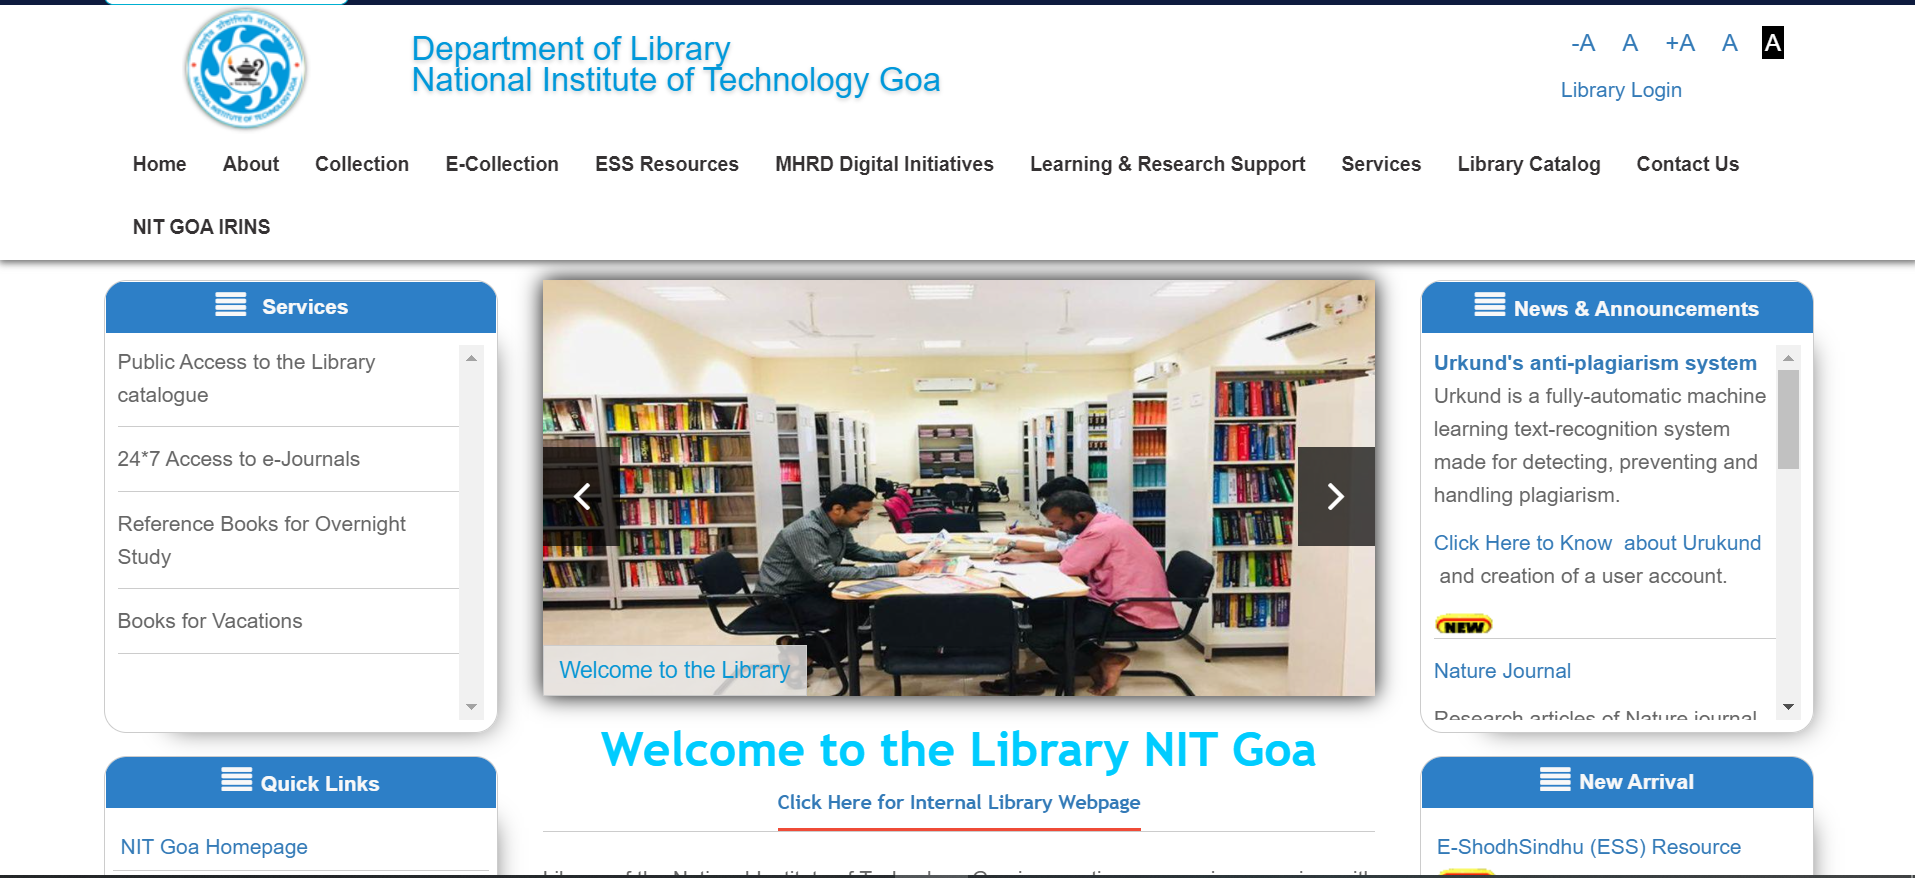 Department of Library
National Institute of Technology Goa
-A A +A A A
Library Login
Home About Collection E-Collection ESS Resources MHRD Digital Initiatives Learning & Research Support Services Library Catalog Contact Us
NIT GOA IRINS
Services
Public Access to the Library
catalogue
24*7 Access to e-Journals
Reference Books for Overnight
Study
Books for Vacations
Quick Links
NIT Goa Homepage
Welcome to the Library
Welcome to the Library NIT Goa
Click Here for Internal Library Webpage
News & Announcements
Urkund's anti-plagiarism system
Urkund is a fully-automatic machine
learning text-recognition system
made for detecting, preventing and
handling plagiarism.
Click Here to Know  about Urukund
and creation of a user account.
NEW
Nature Journal
Research articles of Nature journal
New Arrival
E-ShodhSindhu (ESS) Resource